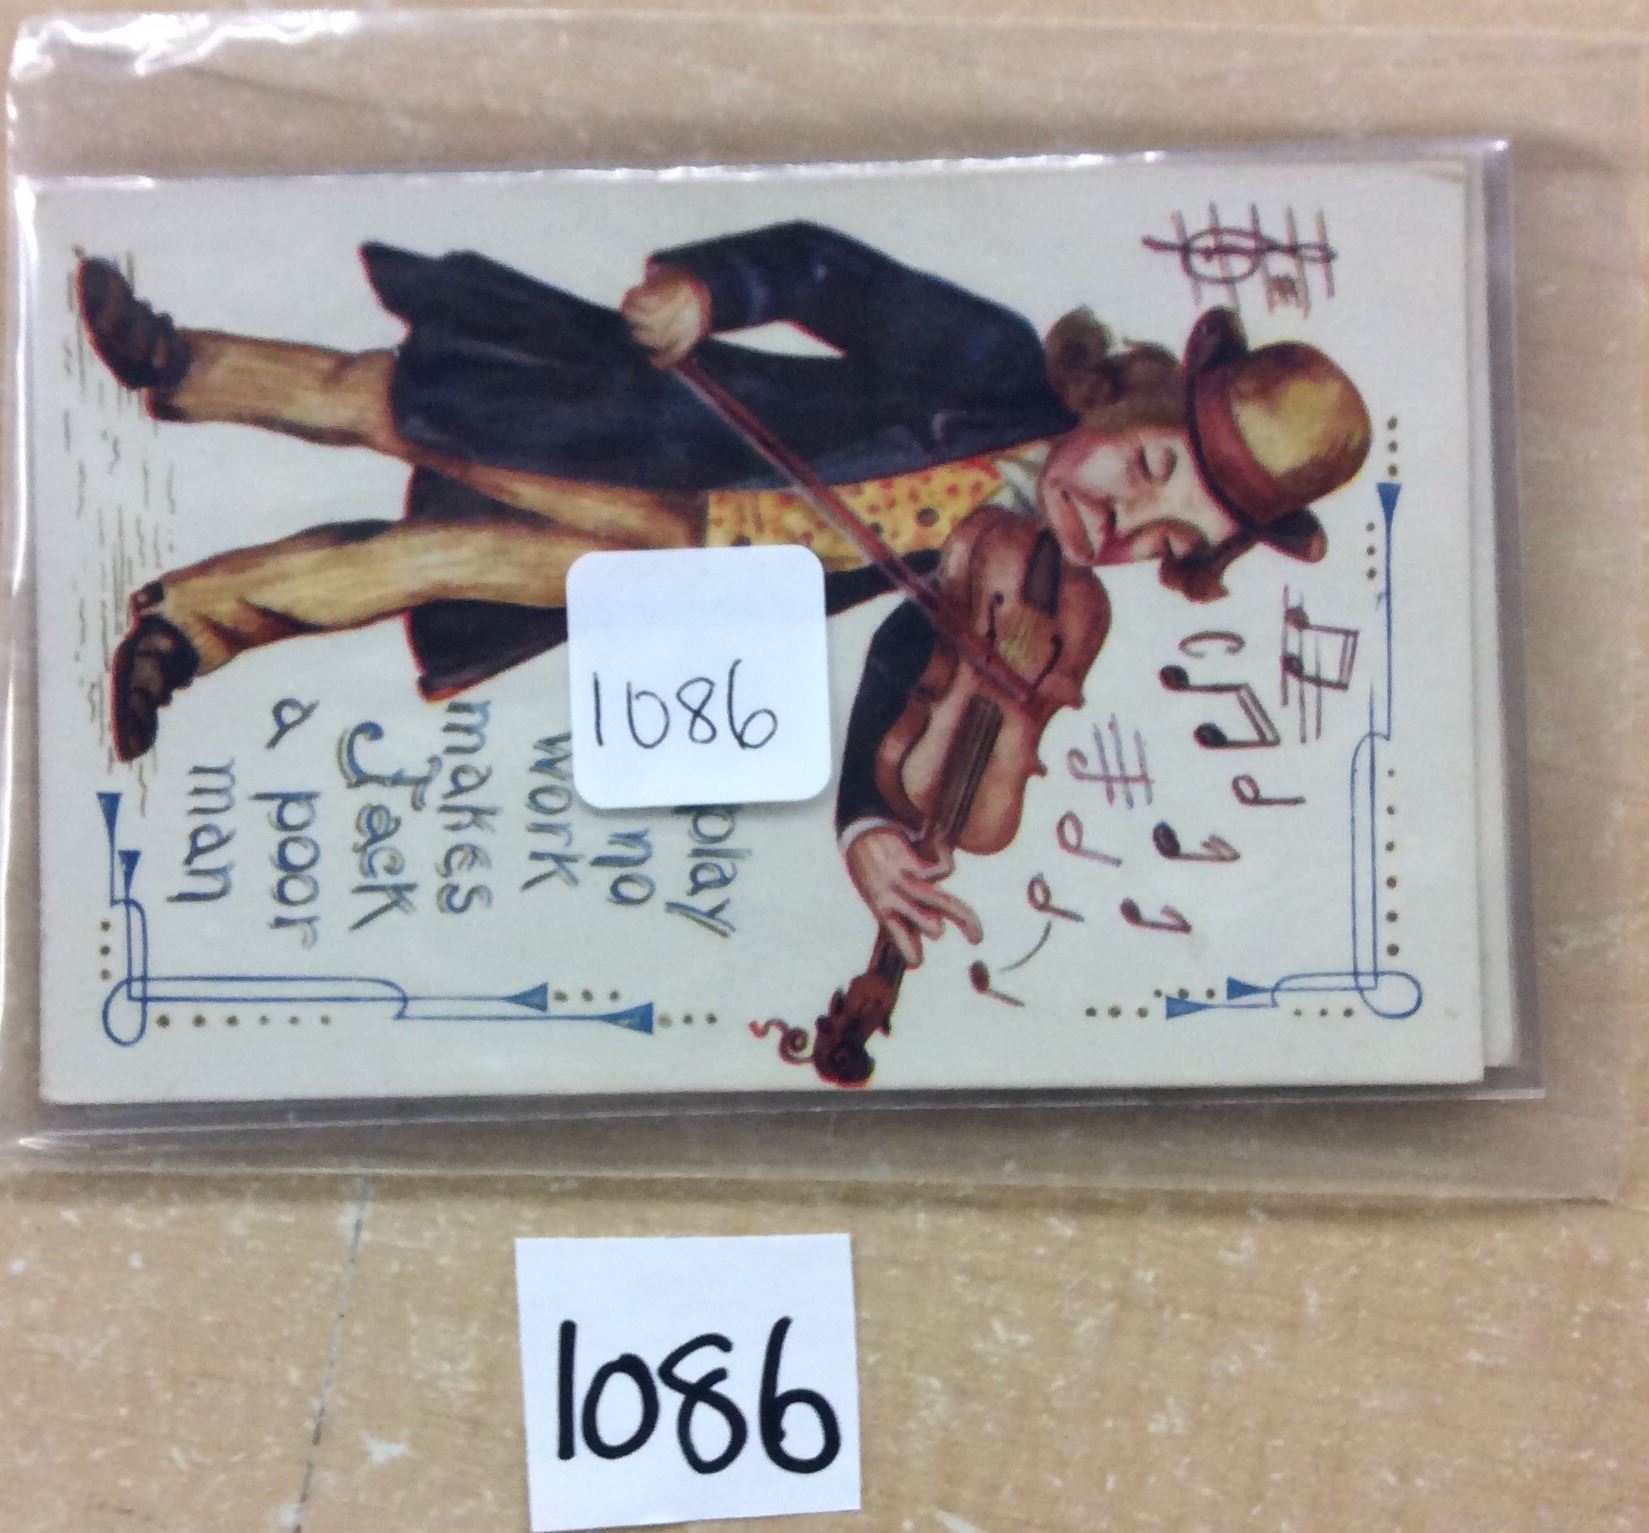 play
no
work
makes
Jack
a poor
man
1086
1086